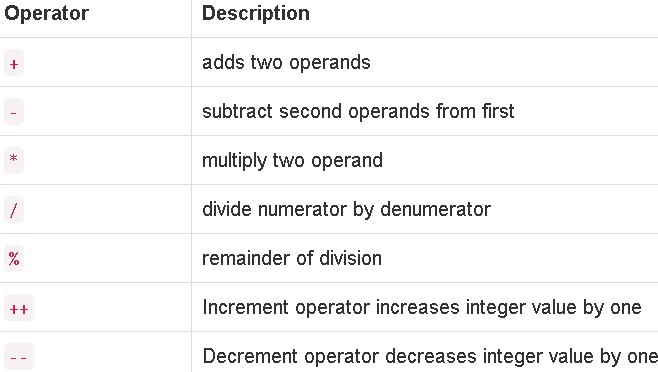 Operator Description
+ adds two operands
- subtract second operands from first
* multiply two operand
/ divide numerator by denumerator
% remainder of division
++ Increment operator increases integer value by one
-- Decrement operator decreases integer value by one